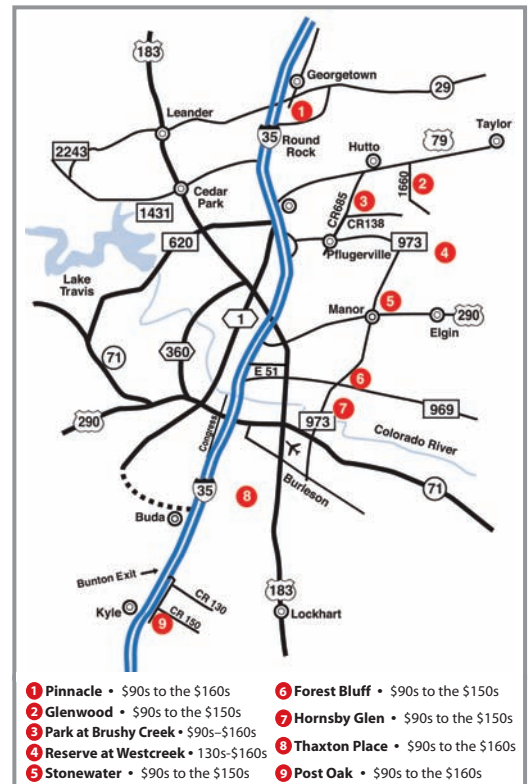 183
Georgetown
29
Leander
1
35
Round
Rock
79
Taylor
2243
Hutto
Cedar
Park
1660
2
CR685
3
1431
CR138
620
Pflugerville
973
4
Lake
Travis
5
Manor
290
1
Elgin
71
360
E 51
6
969
7
290
Congress
973
Colorado River
Burleson
35
8
71
Buda
Bunton Exit
183
CR 130
Kyle
Lockhart
CR 150
9
1 Pinnacle • $90s to the $160s
2 Glenwood • $90s to the $150s
3 Park at Brushy Creek • $90s–$160s
4 Reserve at Westcreek • 130s-$160s
5 Stonewater • $90s to the $150s
6 Forest Bluff • $90s to the $150s
7 Hornsby Glen • $90s to the $150s
8 Thaxton Place • $90s to the $160s
9 Post Oak • $90s to the $160s